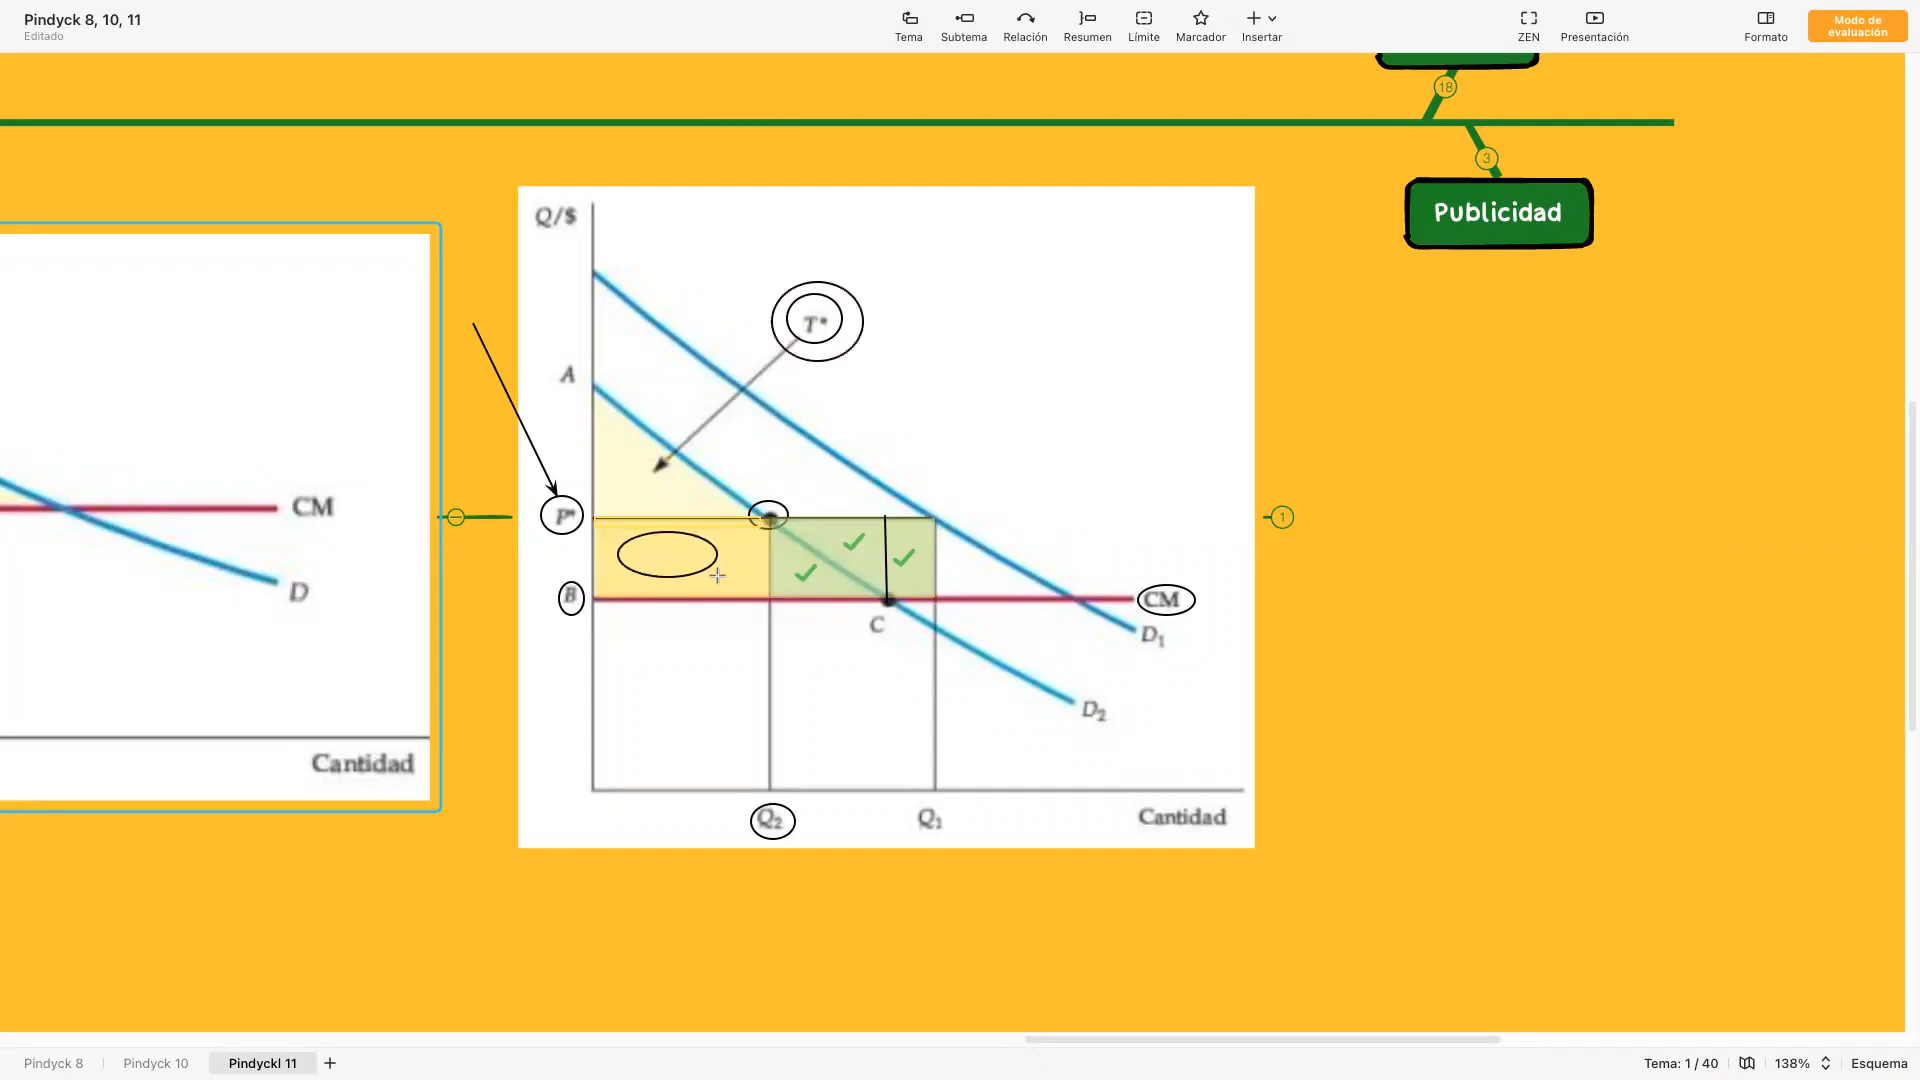 Pindyck 8, 10, 11
Editado
Tema
Subtema
Relación
Resumen
Límite
Marcador
Insertar
ZEN
Presentación
Formato
Modo de
evaluación
18
3
Publicidad
CM
D
Cantidad
Q/$
T*
A
P*
B
C
CM
D₁
D₂
Q₂
Q₁
Cantidad
1
Pindyck 8
Pindyck 10
Pindyckl 11
Tema: 1 / 40
138%
Esquema